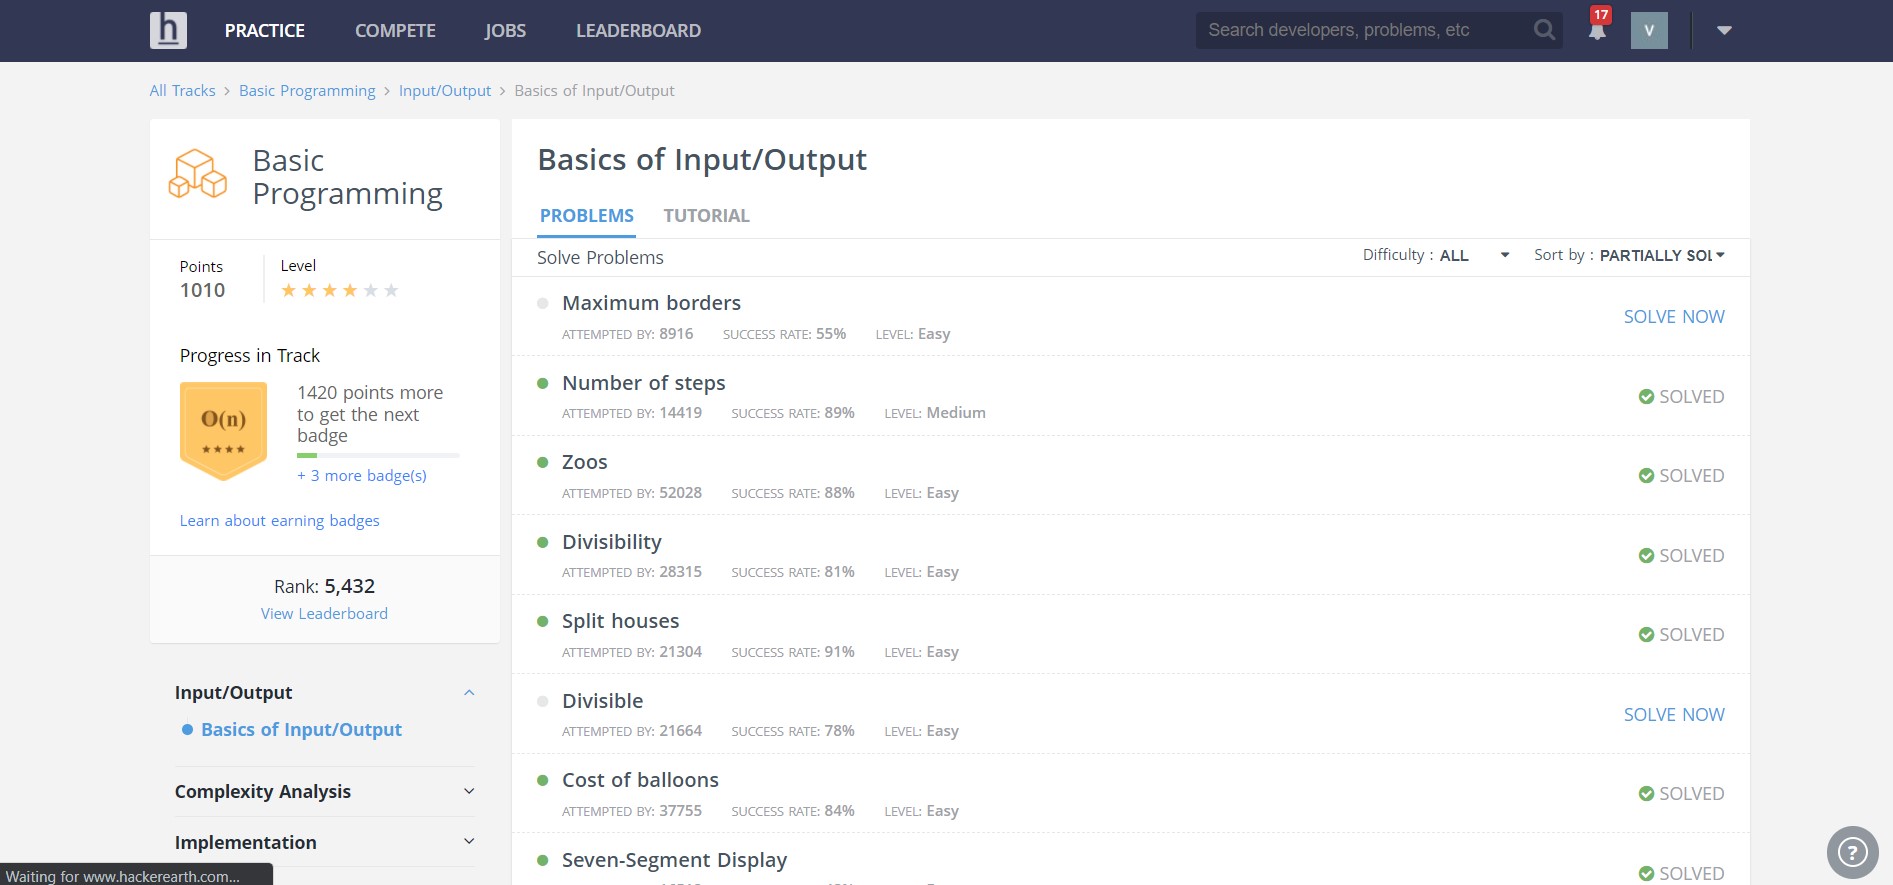 h PRACTICE COMPETE JOBS LEADERBOARD Search developers, problems, etc 17 V
All Tracks > Basic Programming > Input/Output > Basics of Input/Output
Basic
Programming
Points
1010
Level
Progress in Track
O(n)
1420 points more
to get the next
badge
+ 3 more badge(s)
Learn about earning badges
Rank: 5,432
View Leaderboard
Input/Output
Basics of Input/Output
Complexity Analysis
Implementation
Basics of Input/Output
PROBLEMS TUTORIAL
Solve Problems Difficulty : ALL Sort by : PARTIALLY SOL
Maximum borders
ATTEMPTED BY: 8916 SUCCESS RATE: 55% LEVEL: Easy
SOLVE NOW
Number of steps
ATTEMPTED BY: 14419 SUCCESS RATE: 89% LEVEL: Medium
SOLVED
Zoos
ATTEMPTED BY: 52028 SUCCESS RATE: 88% LEVEL: Easy
SOLVED
Divisibility
ATTEMPTED BY: 28315 SUCCESS RATE: 81% LEVEL: Easy
SOLVED
Split houses
ATTEMPTED BY: 21304 SUCCESS RATE: 91% LEVEL: Easy
SOLVED
Divisible
ATTEMPTED BY: 21664 SUCCESS RATE: 78% LEVEL: Easy
SOLVE NOW
Cost of balloons
ATTEMPTED BY: 37755 SUCCESS RATE: 84% LEVEL: Easy
SOLVED
Seven-Segment Display
SOLVED
?
Waiting for www.hackerearth.com...